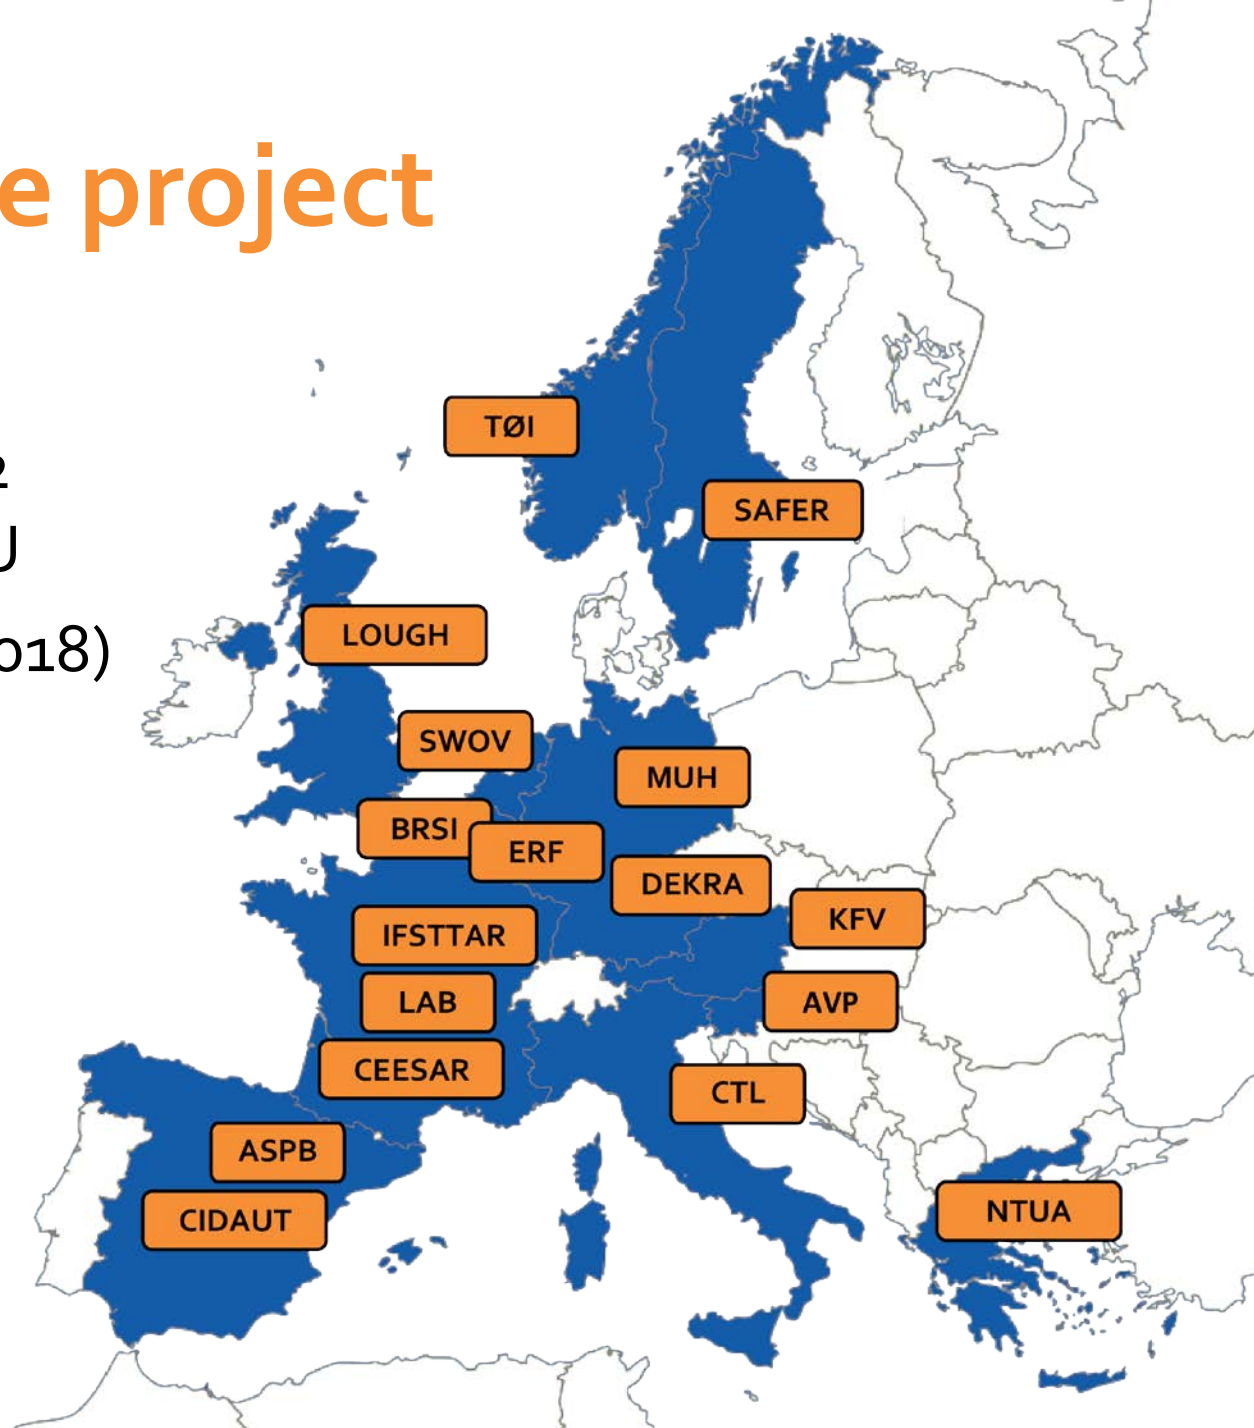 e project
2
U
018)
TØI
SAFER
LOUGH
SWOV
MUH
BRSI
ERF
DEKRA
KFV
IFSTTAR
LAB
AVP
CEESAR
CTL
ASPB
CIDAUT
NTUA